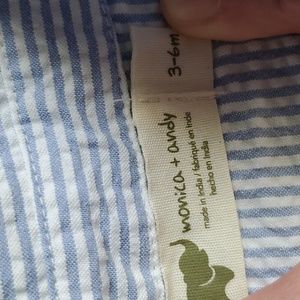 3-6m
monica + andy
made in India / fabriqué en Inde
hecho en India